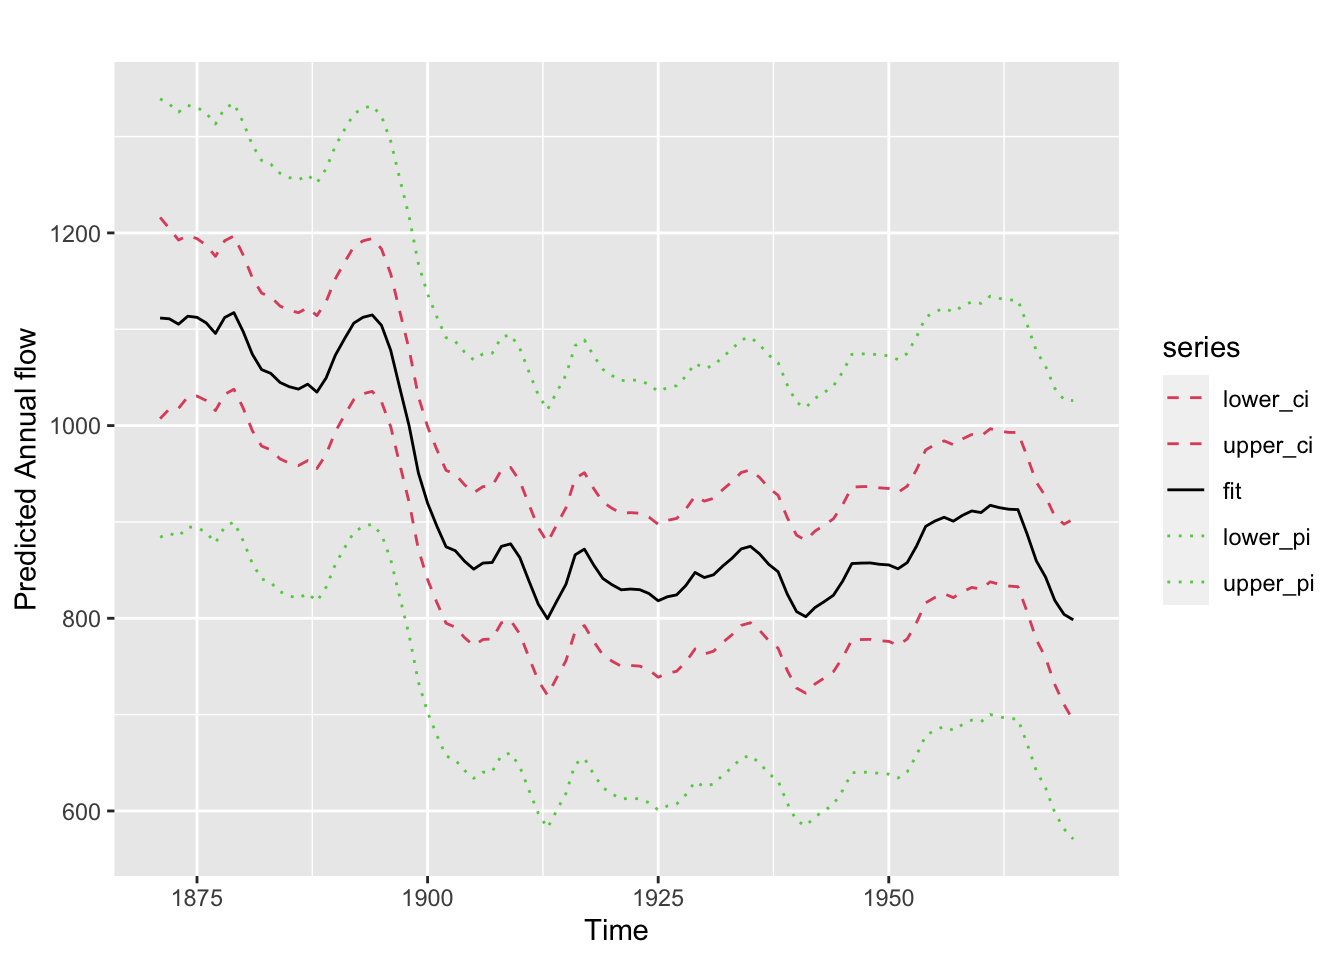 1200
1000
800
600
Predicted Annual flow
1875 1900 1925 1950
Time
series
lower_ci
upper_ci
fit
lower_pi
upper_pi